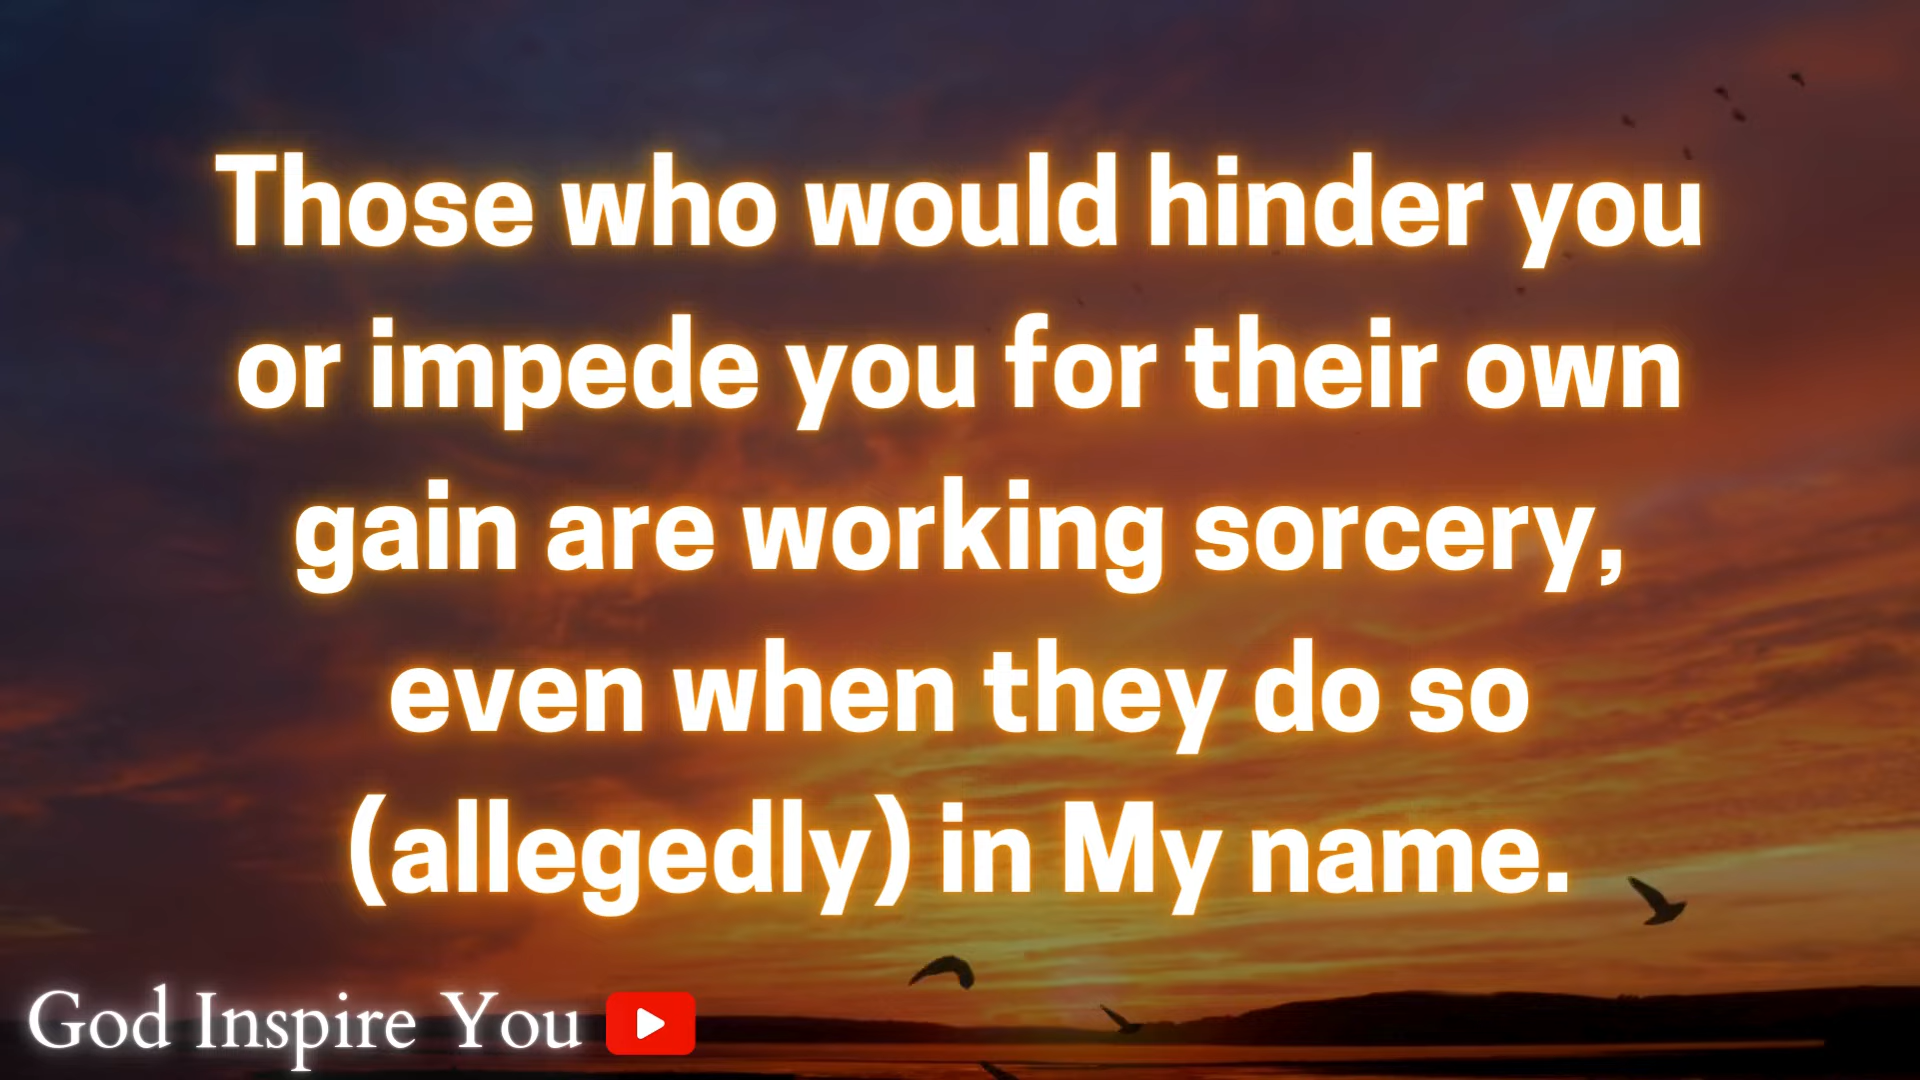 Those who would hinder you
or impede you for their own
gain are working sorcery,
even when they do so
(allegedly) in My name.
God Inspire You